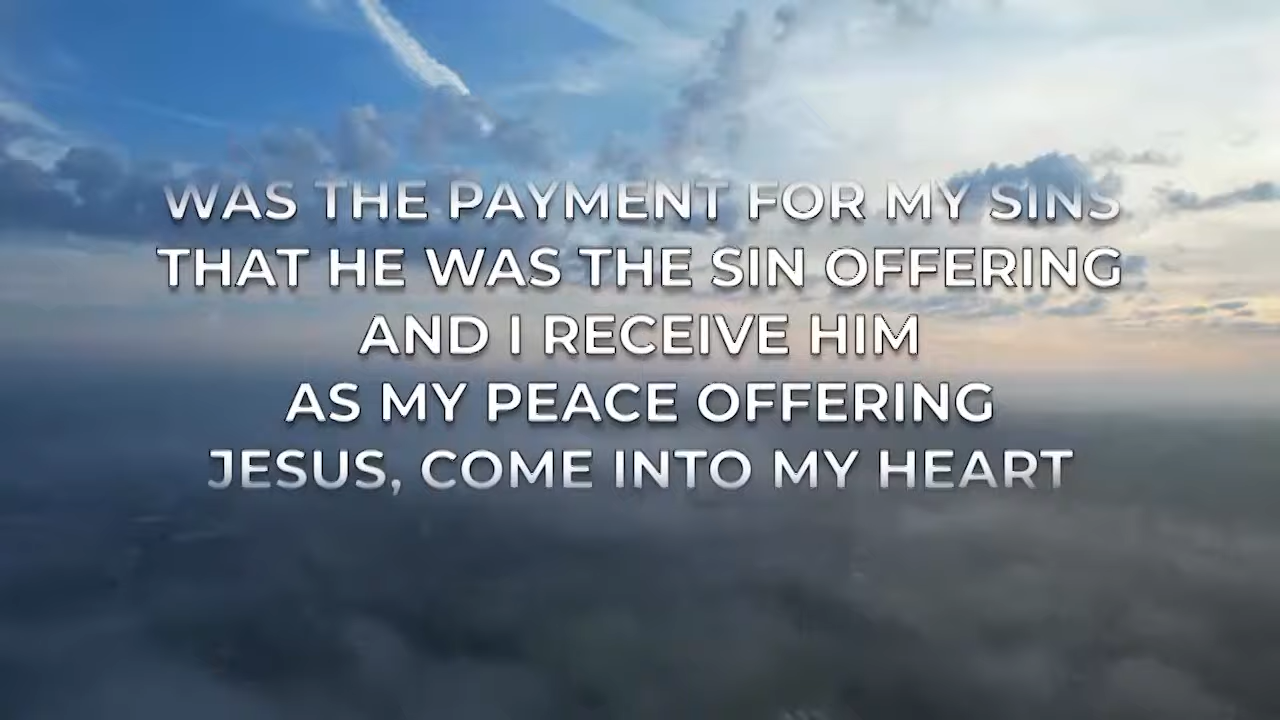 WAS THE PAYMENT FOR MY SINS
THAT HE WAS THE SIN OFFERING
AND I RECEIVE HIM
AS MY PEACE OFFERING
JESUS, COME INTO MY HEART